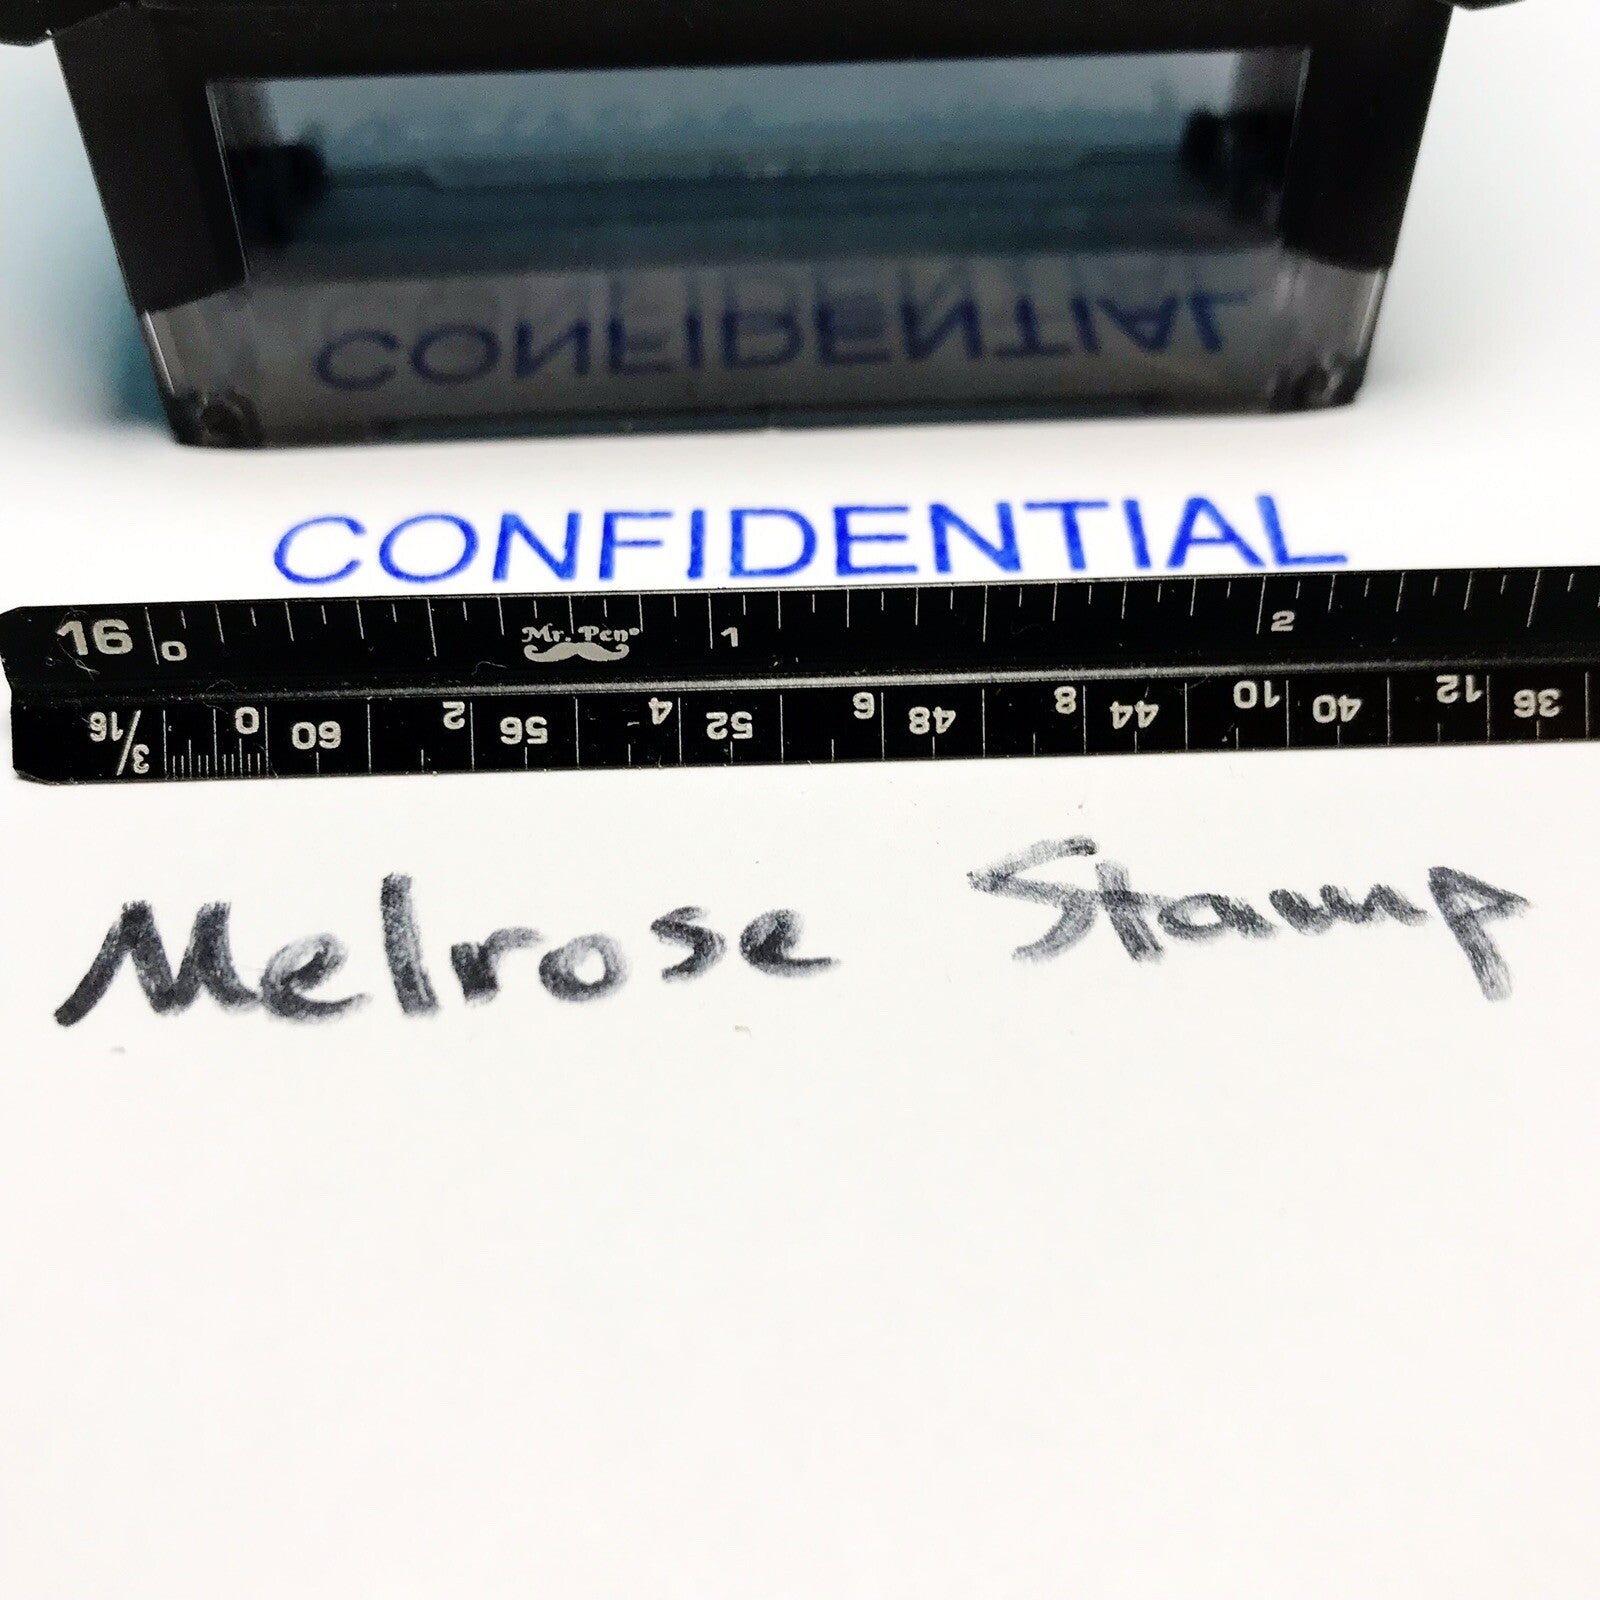 CONFIDENTIAL
CONFIDENTIAL
16 0 Mr. Pen® 1 2
3/16 0 60 2 56 4 52 6 48 8 44 10 40 12 36
Melrose Stamp